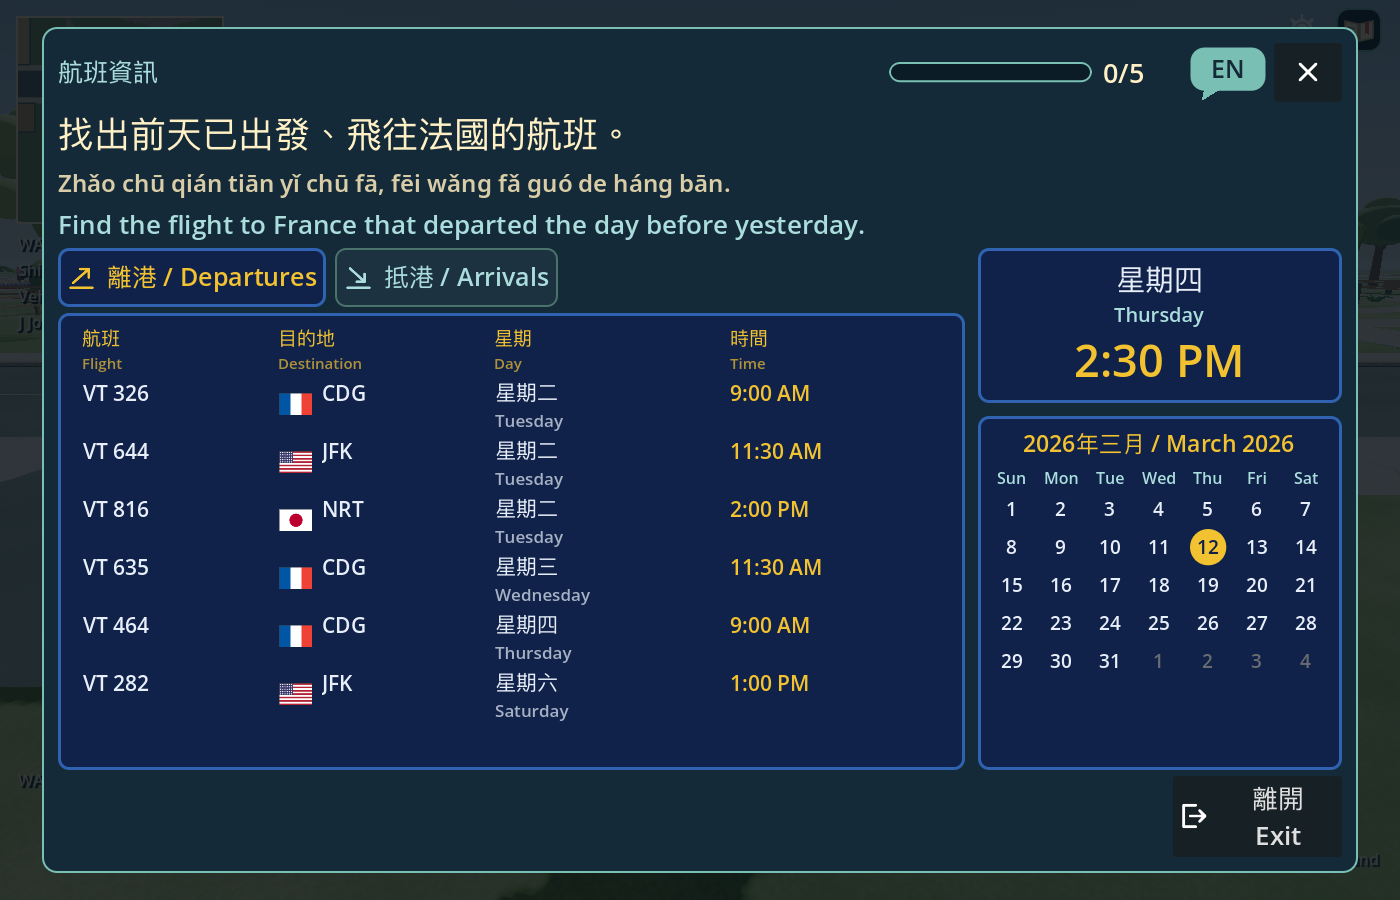 航班資訊
0/5
EN
找出前天已出發、飛往法國的航班。
Zhǎo chū qián tiān yǐ chū fā, fēi wǎng fǎ guó de háng bān.
Find the flight to France that departed the day before yesterday.
離港 / Departures
抵港 / Arrivals
航班 目的地 星期 時間
Flight Destination Day Time
VT 326 CDG 星期二 9:00 AM
Tuesday
VT 644 JFK 星期二 11:30 AM
Tuesday
VT 816 NRT 星期二 2:00 PM
Tuesday
VT 635 CDG 星期三 11:30 AM
Wednesday
VT 464 CDG 星期四 9:00 AM
Thursday
VT 282 JFK 星期六 1:00 PM
Saturday
星期四
Thursday
2:30 PM
2026年三月 / March 2026
Sun Mon Tue Wed Thu Fri Sat
1 2 3 4 5 6 7
8 9 10 11 12 13 14
15 16 17 18 19 20 21
22 23 24 25 26 27 28
29 30 31 1 2 3 4
離開
Exit